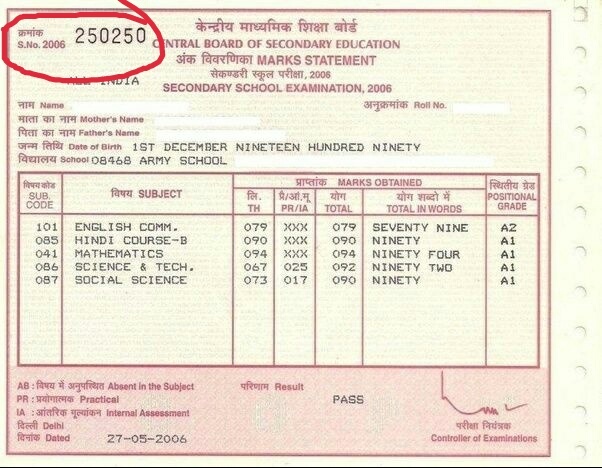 क्रमांक
S.No. 2006 250250
केन्द्रीय माध्यमिक शिक्षा बोर्ड
CENTRAL BOARD OF SECONDARY EDUCATION
अंक विवरणिका MARKS STATEMENT
सेकण्डरी स्कूल परीक्षा, 2006
ALL INDIA
SECONDARY SCHOOL EXAMINATION, 2006
नाम Name अनुक्रमांक Roll No.
माता का नाम Mother's Name
पिता का नाम Father's Name
जन्म तिथि Date of Birth 1ST DECEMBER NINETEEN HUNDRED NINETY
विद्यालय School 08468 ARMY SCHOOL
विषय कोड SUB. CODE विषय SUBJECT प्राप्तांक MARKS OBTAINED स्थितीय ग्रेड POSITIONAL GRADE
लि. TH प्रै/आं.मू PR/IA योग TOTAL योग शब्दो में TOTAL IN WORDS
101 ENGLISH COMM. 079 XXX 079 SEVENTY NINE A2
085 HINDI COURSE-B 090 XXX 090 NINETY A1
041 MATHEMATICS 094 XXX 094 NINETY FOUR A1
086 SCIENCE & TECH. 067 025 092 NINETY TWO A1
087 SOCIAL SCIENCE 073 017 090 NINETY A1
AB : विषय में अनुपस्थित Absent in the Subject परिणाम Result
PR : प्रयोगात्मक Practical PASS
IA : आंतरिक मूल्यांकन Internal Assessment
दिल्ली Delhi परीक्षा नियंत्रक
दिनांक Dated 27-05-2006 Controller of Examinations